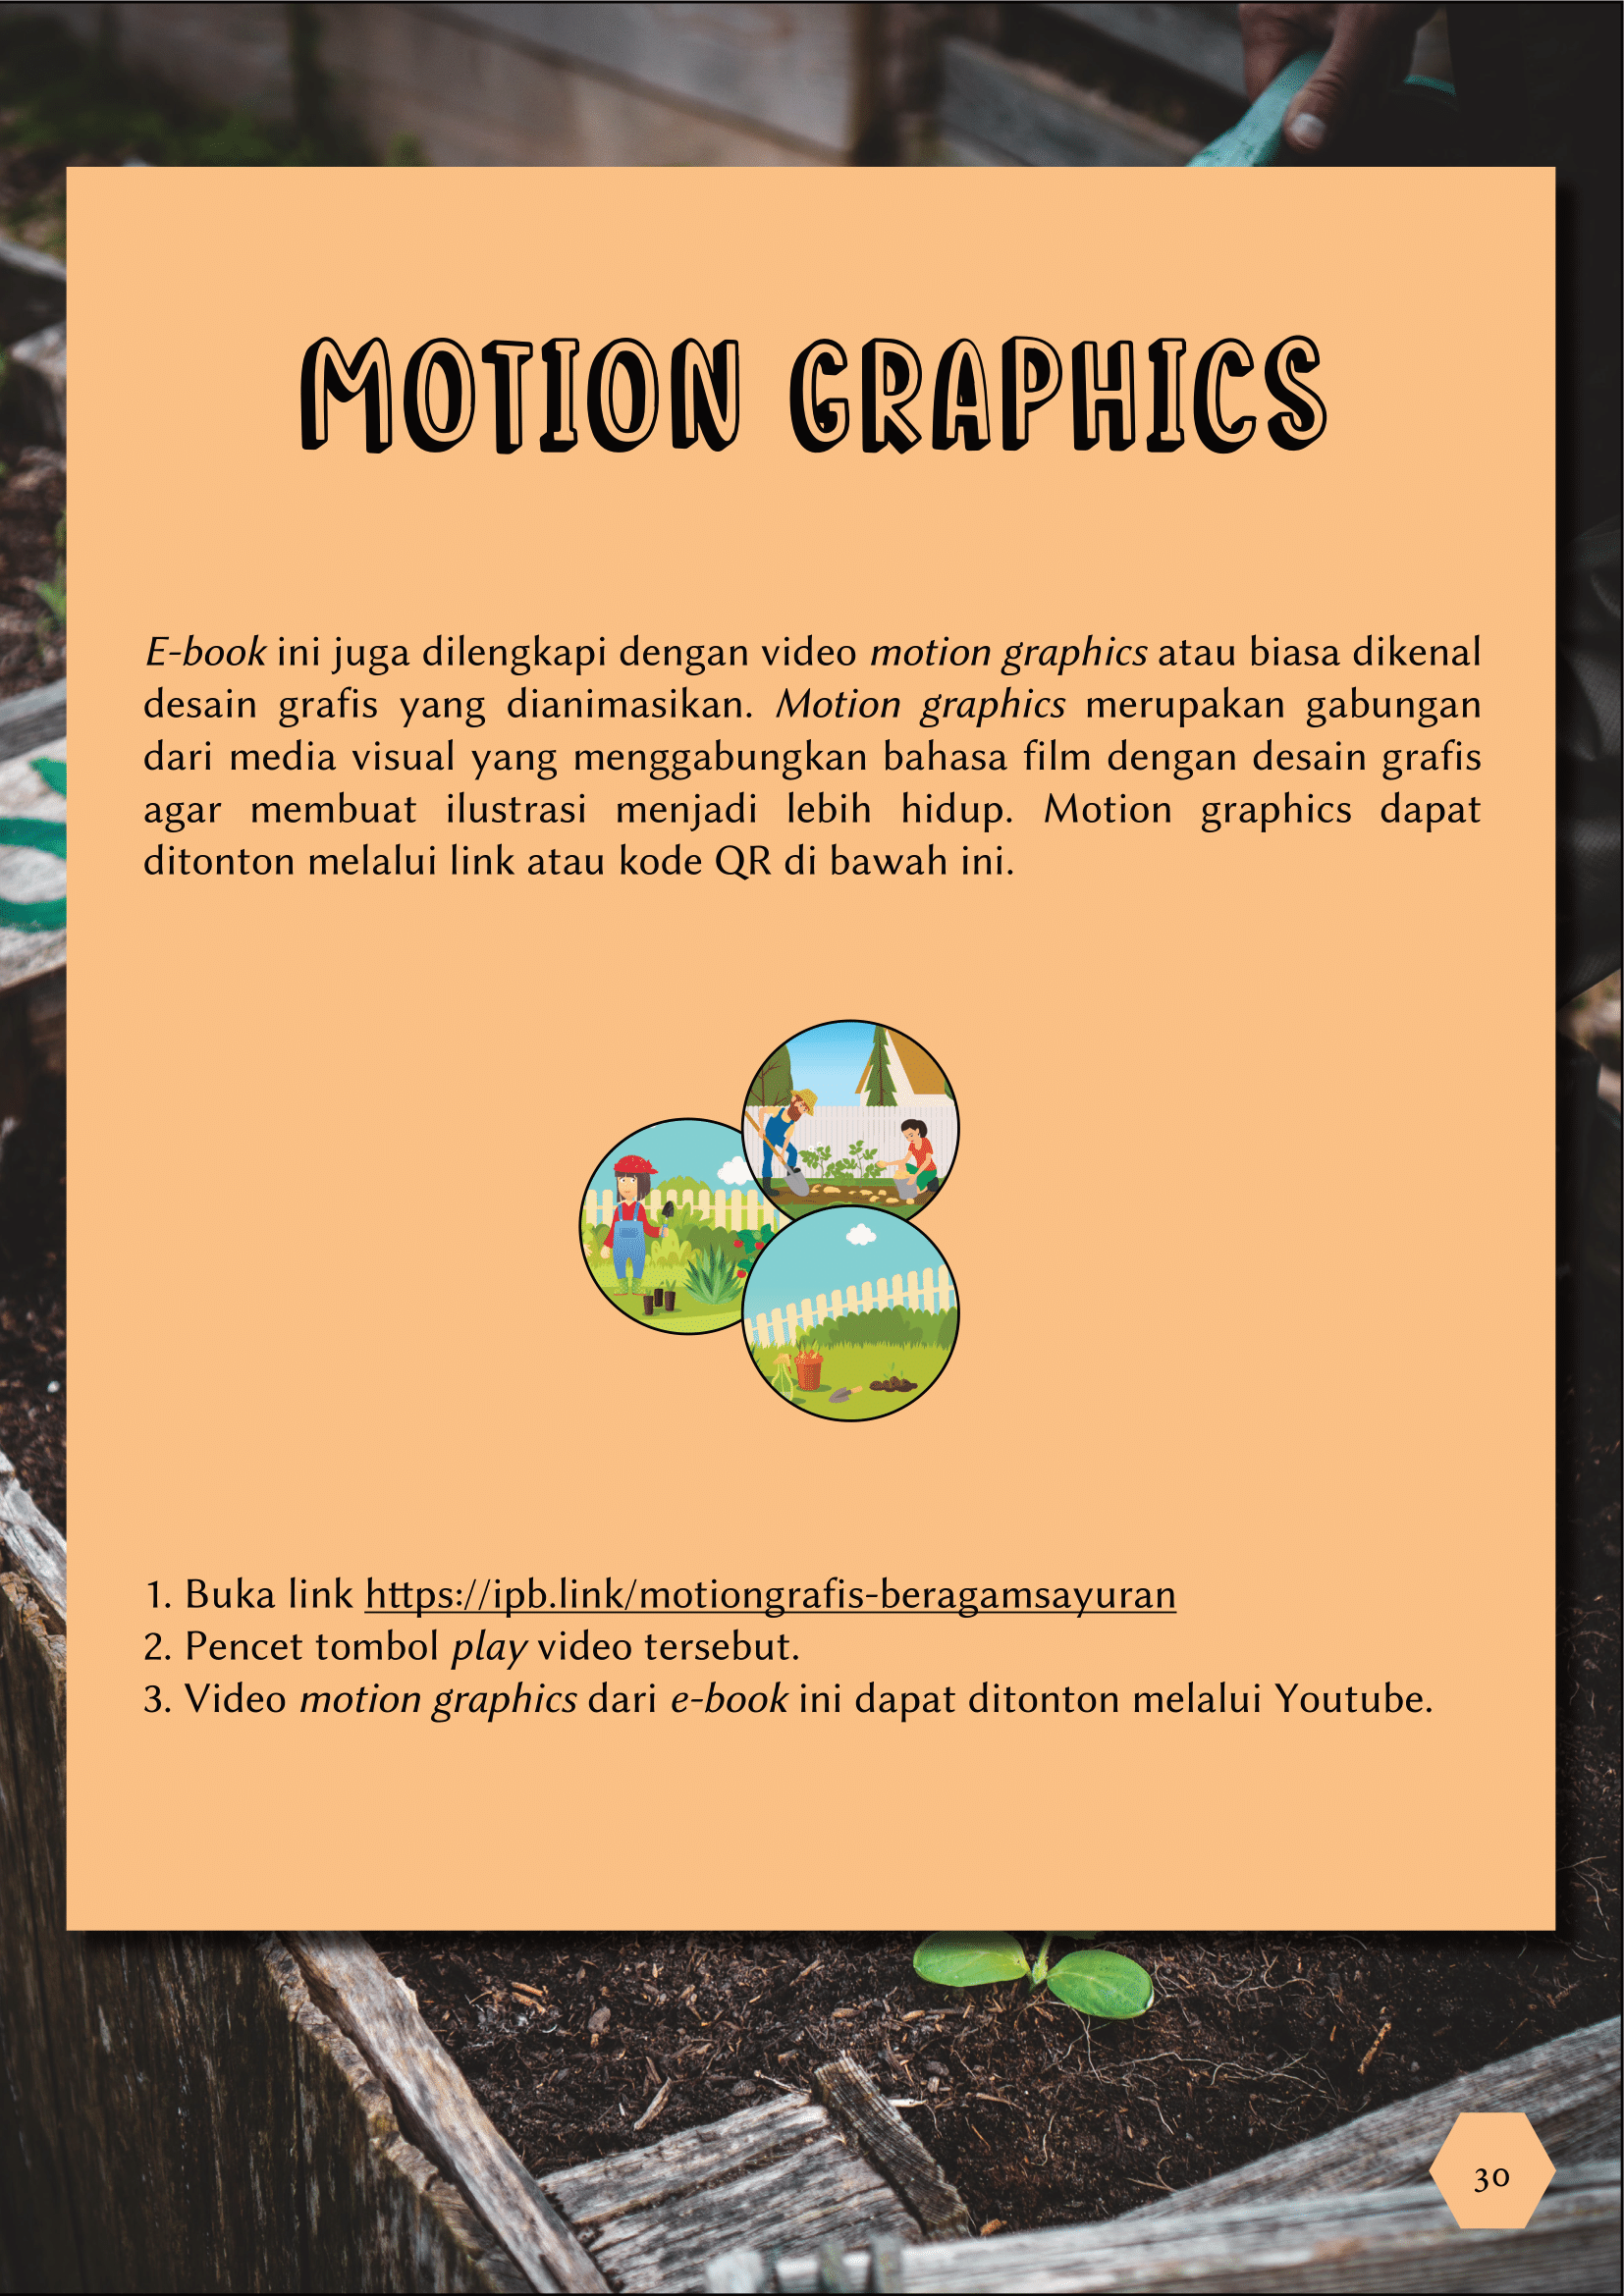 MOTION GRAPHICS
E-book ini juga dilengkapi dengan video motion graphics atau biasa dikenal
desain grafis yang dianimasikan. Motion graphics merupakan gabungan
dari media visual yang menggabungkan bahasa film dengan desain grafis
agar membuat ilustrasi menjadi lebih hidup. Motion graphics dapat
ditonton melalui link atau kode QR di bawah ini.
1. Buka link https://ipb.link/motiongrafis-beragamsayuran
2. Pencet tombol play video tersebut.
3. Video motion graphics dari e-book ini dapat ditonton melalui Youtube.
30